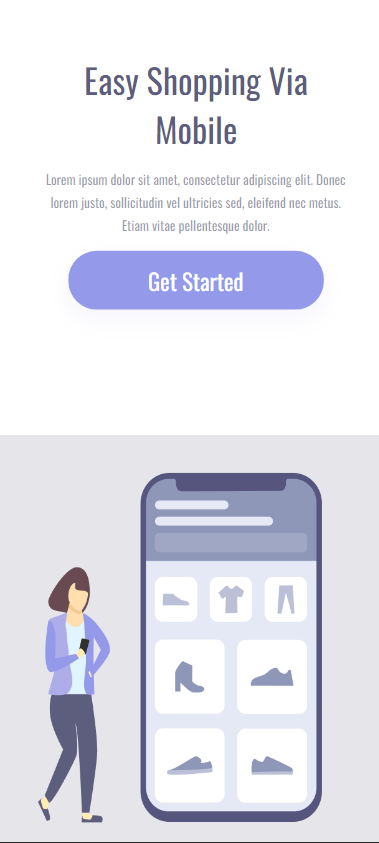 Easy Shopping Via
Mobile
Lorem ipsum dolor sit amet, consectetur adipiscing elit. Donec
lorem justo, sollicitudin vel ultricies sed, eleifend nec metus.
Etiam vitae pellentesque dolor.
Get Started